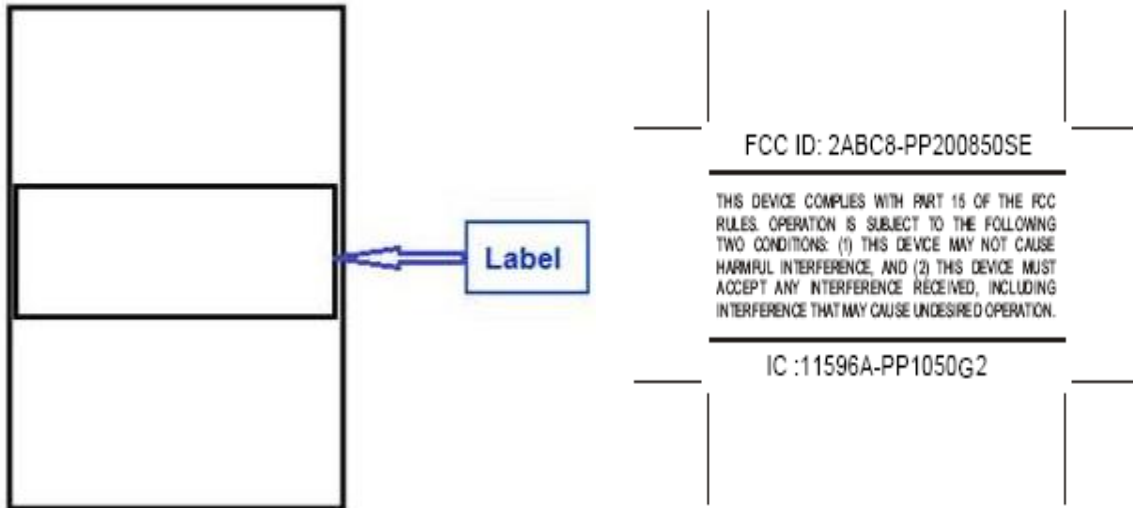 Label
FCC ID: 2ABC8-PP200850SE
THIS DEVICE COMPLIES WITH PART 15 OF THE FCC
RULES. OPERATION IS SUBJECT TO THE FOLLOWING
TWO CONDITIONS: (1) THIS DEVICE MAY NOT CAUSE
HARMFUL INTERFERENCE, AND (2) THIS DEVICE MUST
ACCEPT ANY INTERFERENCE RECEIVED, INCLUDING
INTERFERENCE THAT MAY CAUSE UNDESIRED OPERATION.
IC :11596A-PP1050G2